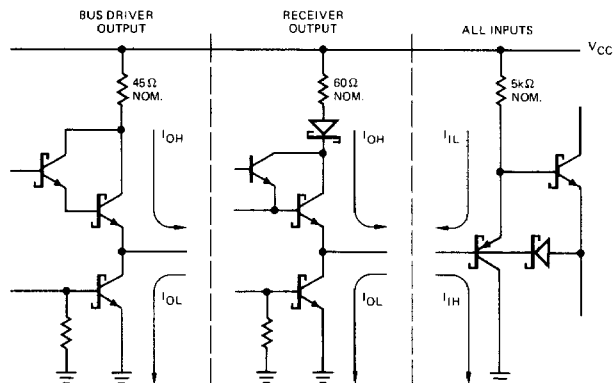 BUS DRIVER
OUTPUT
RECEIVER
OUTPUT
ALL INPUTS
VCC
45Ω
NOM.
60Ω
NOM.
5kΩ
NOM.
IOH
IOH
IIL
IOL
IOL
IIH